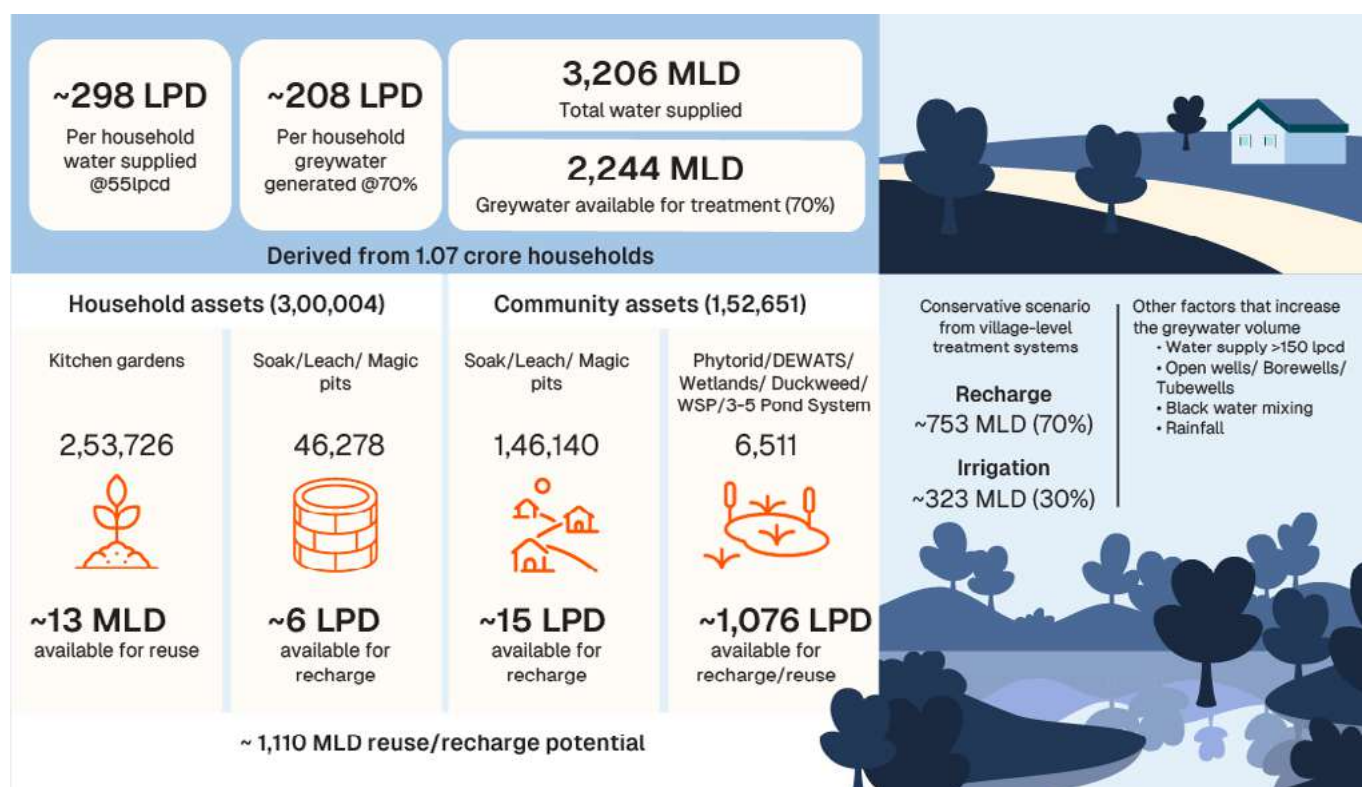 ~298 LPD
Per household
water supplied
@55lpcd
~208 LPD
Per household
greywater
generated @70%
3,206 MLD
Total water supplied
2,244 MLD
Greywater available for treatment (70%)
Derived from 1.07 crore households
Household assets (3,00,004)
Kitchen gardens
2,53,726
~13 MLD
available for reuse
Soak/Leach/ Magic
pits
46,278
~6 LPD
available for
recharge
Community assets (1,52,651)
Soak/Leach/ Magic
pits
1,46,140
~15 LPD
available for
recharge
Phytorid/DEWATS/
Wetlands/ Duckweed/
WSP/3-5 Pond System
6,511
~1,076 LPD
available for
recharge/reuse
~ 1,110 MLD reuse/recharge potential
Conservative scenario
from village-level
treatment systems
Recharge
~753 MLD (70%)
Irrigation
~323 MLD (30%)
Other factors that increase
the greywater volume
• Water supply >150 lpcd
• Open wells/ Borewells/
Tubewells
• Black water mixing
• Rainfall